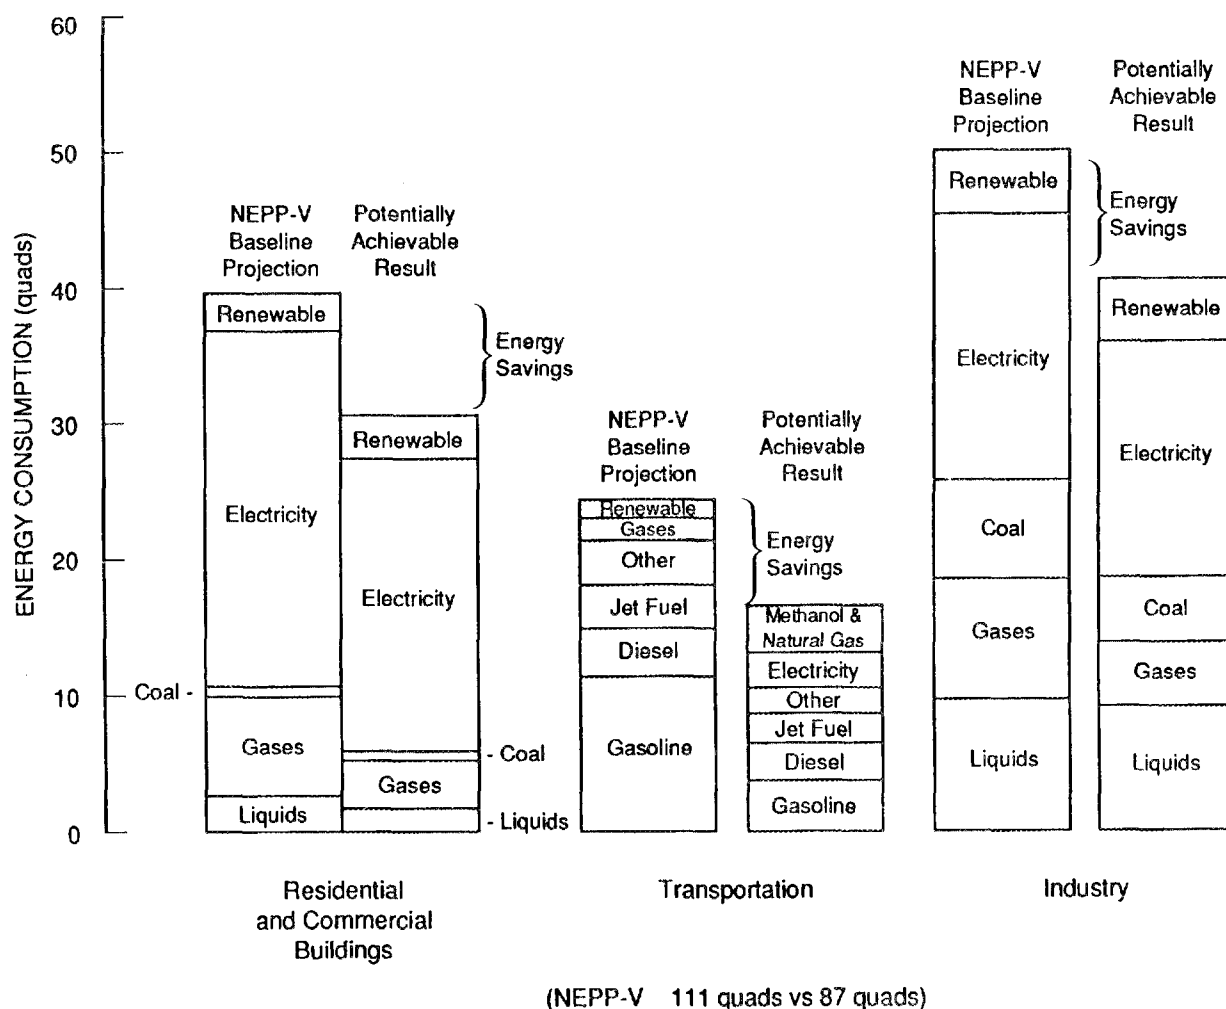 ENERGY CONSUMPTION (quads)
60
50
40
30
20
10
0
NEPP-V
Baseline
Projection
Renewable
Electricity
Coal -
Gases
Liquids
Potentially
Achievable
Result
Energy
Savings
Renewable
Electricity
- Coal
Gases
- Liquids
Residential
and Commercial
Buildings
NEPP-V
Baseline
Projection
Renewable
Gases
Other
Jet Fuel
Diesel
Gasoline
Potentially
Achievable
Result
Energy
Savings
Methanol &
Natural Gas
Electricity
Other
Jet Fuel
Diesel
Gasoline
Transportation
NEPP-V
Baseline
Projection
Renewable
Electricity
Coal
Gases
Liquids
Potentially
Achievable
Result
Energy
Savings
Renewable
Electricity
Coal
Gases
Liquids
Industry
(NEPP-V 111 quads vs 87 quads)